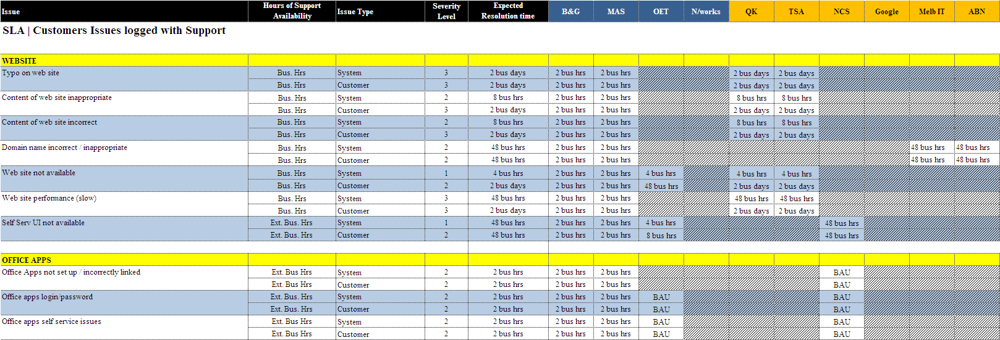 Issue Hours of Support Availability Issue Type Severity Level Expected Resolution time B&G MAS OET N/works QK TSA NCS Google Melb IT ABN
SLA | Customers Issues logged with Support
WEBSITE
Typo on web site Bus. Hrs System 3 2 bus days 2 bus hrs 2 bus hrs 2 bus days 2 bus days
Bus. Hrs Customer 3 2 bus days 2 bus hrs 2 bus hrs 2 bus days 2 bus days
Content of web site inappropriate Bus. Hrs System 2 8 bus hrs 2 bus hrs 2 bus hrs 8 bus hrs 8 bus hrs
Bus. Hrs Customer 3 2 bus days 2 bus hrs 2 bus hrs 2 bus days 2 bus days
Content of web site incorrect Bus. Hrs System 2 8 bus hrs 2 bus hrs 2 bus hrs 8 bus hrs 8 bus hrs
Bus. Hrs Customer 3 2 bus days 2 bus hrs 2 bus hrs 2 bus days 2 bus days
Domain name incorrect / inappropriate Bus. Hrs System 2 48 bus hrs 2 bus hrs 2 bus hrs 48 bus hrs 48 bus hrs
Bus. Hrs Customer 2 48 bus hrs 2 bus hrs 2 bus hrs 48 bus hrs 48 bus hrs
Web site not available Bus. Hrs System 1 4 bus hrs 2 bus hrs 2 bus hrs 4 bus hrs 4 bus hrs 4 bus hrs
Bus. Hrs Customer 2 2 bus days 2 bus hrs 2 bus hrs 48 bus hrs 2 bus days 2 bus days
Web site performance (slow) Bus. Hrs System 3 48 bus hrs 2 bus hrs 2 bus hrs 48 bus hrs 48 bus hrs
Bus. Hrs Customer 3 2 bus days 2 bus hrs 2 bus hrs 2 bus days 2 bus days
Self Serv UI not available Ext. Bus. Hrs System 1 48 bus hrs 2 bus hrs 2 bus hrs 4 bus hrs 48 bus hrs
Ext. Bus. Hrs Customer 2 48 bus hrs 2 bus hrs 2 bus hrs 8 bus hrs 48 bus hrs
OFFICE APPS
Office Apps not set up / incorrectly linked Ext. Bus Hrs System 2 2 bus hrs 2 bus hrs 2 bus hrs BAU
Ext. Bus Hrs Customer 2 2 bus hrs 2 bus hrs 2 bus hrs BAU
Office apps login/password Ext. Bus Hrs System 2 2 bus hrs 2 bus hrs 2 bus hrs BAU BAU
Ext. Bus Hrs Customer 2 2 bus hrs 2 bus hrs 2 bus hrs BAU BAU
Office apps self service issues Ext. Bus Hrs System 2 2 bus hrs 2 bus hrs 2 bus hrs BAU BAU
Ext. Bus Hrs Customer 2 2 bus hrs 2 bus hrs 2 bus hrs BAU BAU